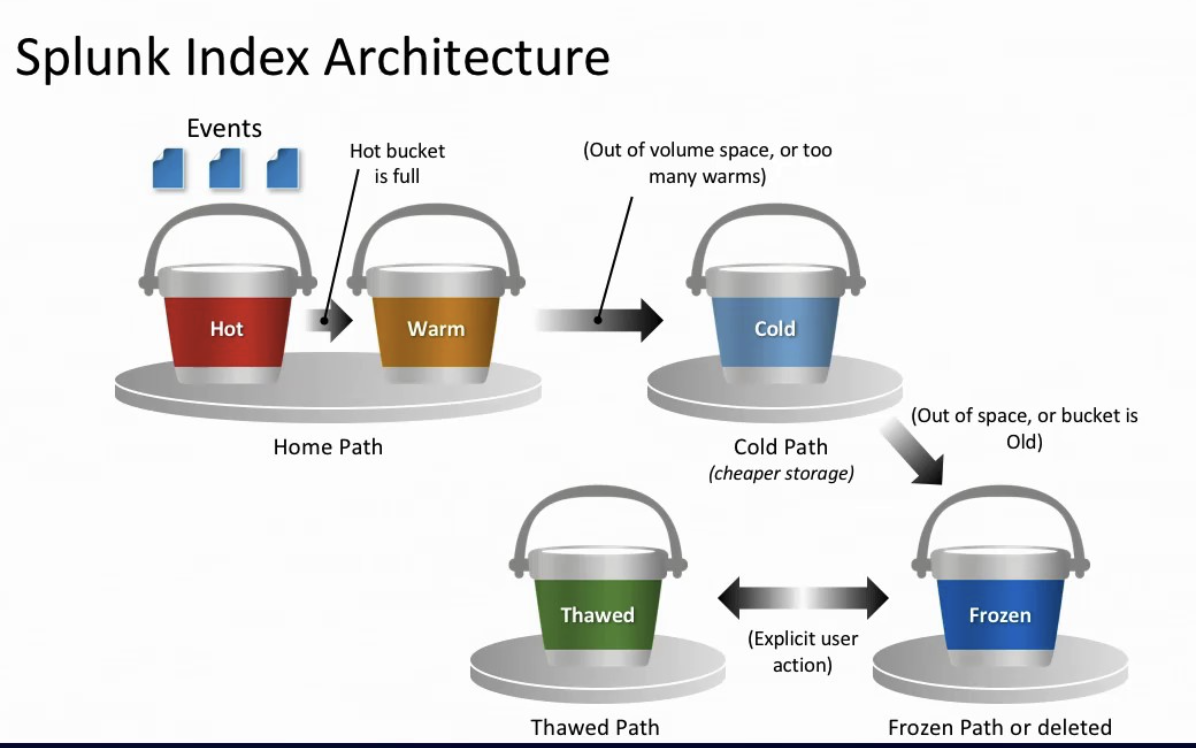 Splunk Index Architecture
Events
Hot bucket
is full
(Out of volume space, or too
many warms)
Hot
Warm
Cold
Home Path
Cold Path
(cheaper storage)
(Out of space, or bucket is
Old)
Thawed
Frozen
(Explicit user
action)
Thawed Path
Frozen Path or deleted